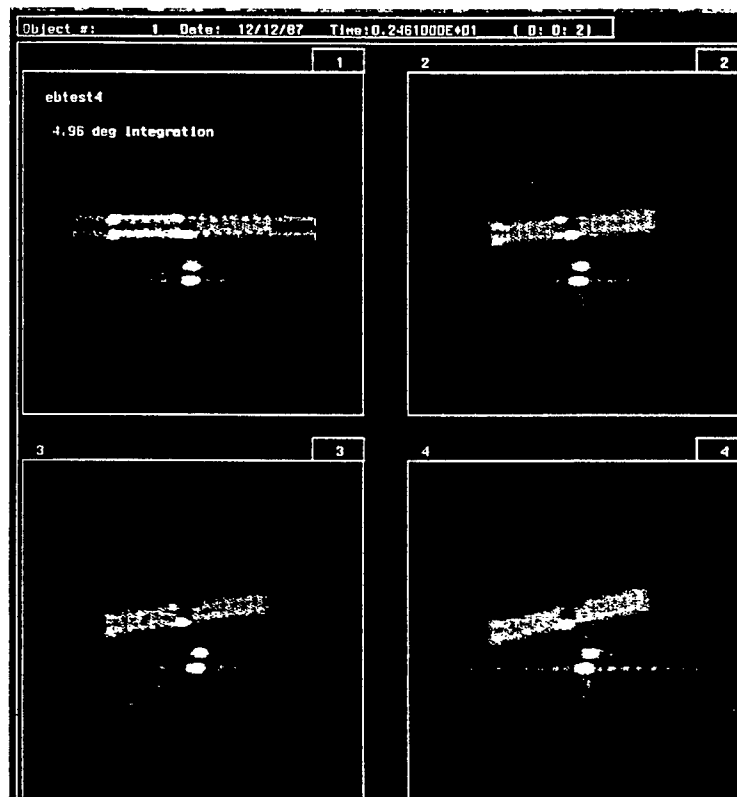 Object #: 1 Date: 12/12/87 Time:0.2461000E+01 ( 0: 0: 2)
1
2 2
ebtest4
4.96 deg integration
3 3
4 4